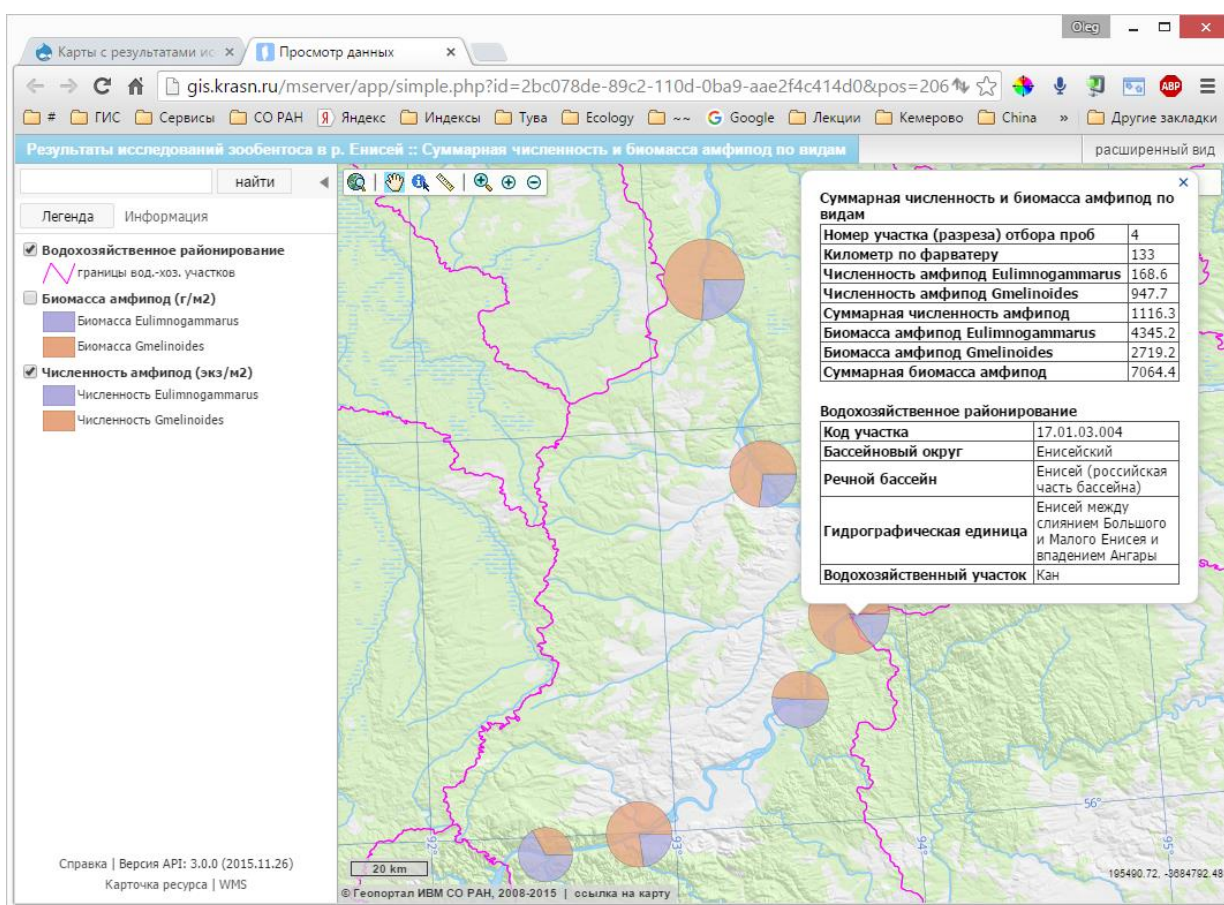 Oleg
Карты с результатами ис
Просмотр данных
gis.krasn.ru/mserver/app/simple.php?id=2bc078de-89c2-110d-0ba9-aae2f4c414d0&pos=206
ABP
#
ГИС
Сервисы
СО РАН
Я Яндекс
Индексы
Тува
Ecology
~~
G Google
Лекции
Кемерово
China
»
Другие закладки
Результаты исследований зообентоса в р. Енисей :: Суммарная численность и биомасса амфипод по видам
расширенный вид
найти
Легенда Информация
Водохозяйственное районирование
границы вод.-хоз. участков
Биомасса амфипод (г/м2)
Биомасса Eulimnogammarus
Биомасса Gmelinoides
Численность амфипод (экз/м2)
Численность Eulimnogammarus
Численность Gmelinoides
Справка | Версия API: 3.0.0 (2015.11.26)
Карточка ресурса | WMS
Суммарная численность и биомасса амфипод по
видам
Номер участка (разреза) отбора проб 4
Километр по фарватеру 133
Численность амфипод Eulimnogammarus 168.6
Численность амфипод Gmelinoides 947.7
Суммарная численность амфипод 1116.3
Биомасса амфипод Eulimnogammarus 4345.2
Биомасса амфипод Gmelinoides 2719.2
Суммарная биомасса амфипод 7064.4
Водохозяйственное районирование
Код участка 17.01.03.004
Бассейновый округ Енисейский
Речной бассейн Енисей (российская
часть бассейна)
Гидрографическая единица Енисей между
слиянием Большого
и Малого Енисея и
впадением Ангары
Водохозяйственный участок Кан
56°
92°
93°
94°
95°
20 km
© Геопортал ИВМ СО РАН, 2008-2015 | ссылка на карту
195490.72, -3684792.48